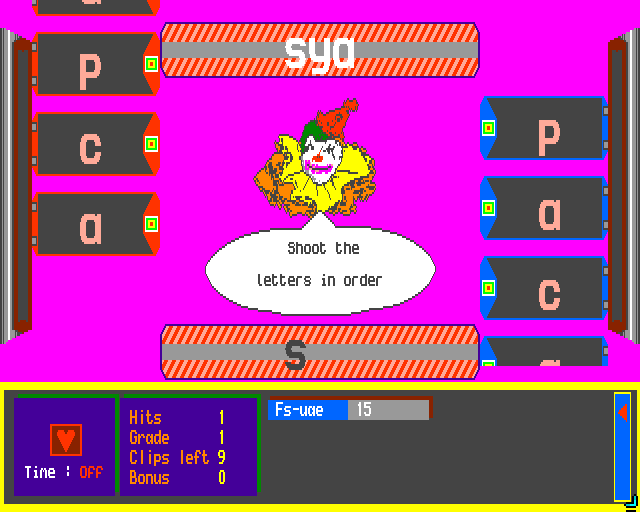 sya
p
c
a
p
a
c
Shoot the
letters in order
s
Hits 1
Grade 1
Clips left 9
Bonus 0
Time : Off
Fs-uae 15